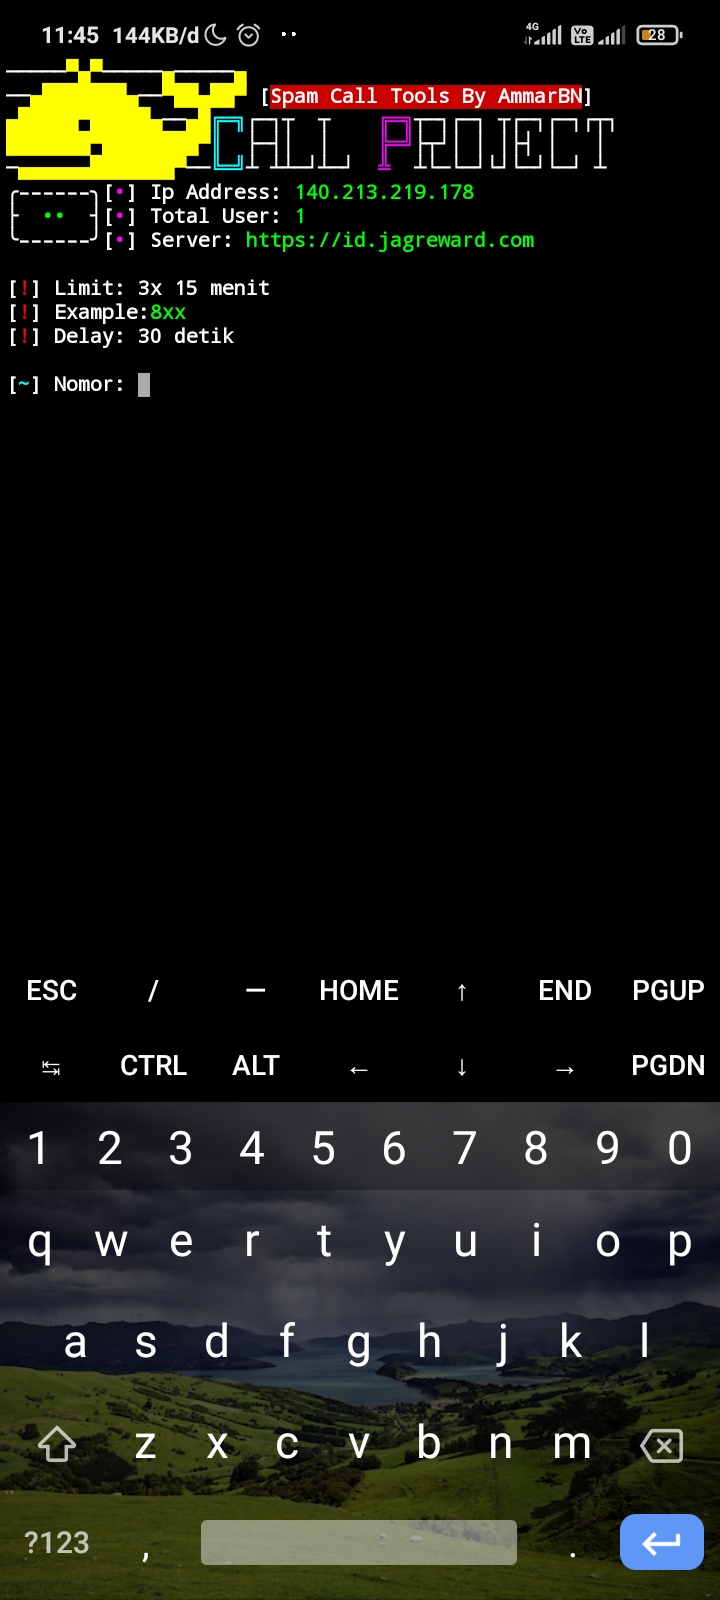 11:45 144KB/d 4G Vo LTE 28
[Spam Call Tools By AmmarBN]
CALL PROJECT
[•] Ip Address: 140.213.219.178
[•] Total User: 1
[•] Server: https://id.jagreward.com
[!] Limit: 3x 15 menit
[!] Example:8xx
[!] Delay: 30 detik
[~] Nomor:
ESC / — HOME ↑ END PGUP
↹ CTRL ALT ← ↓ → PGDN
1 2 3 4 5 6 7 8 9 0
q w e r t y u i o p
a s d f g h j k l
z x c v b n m
?123 , .